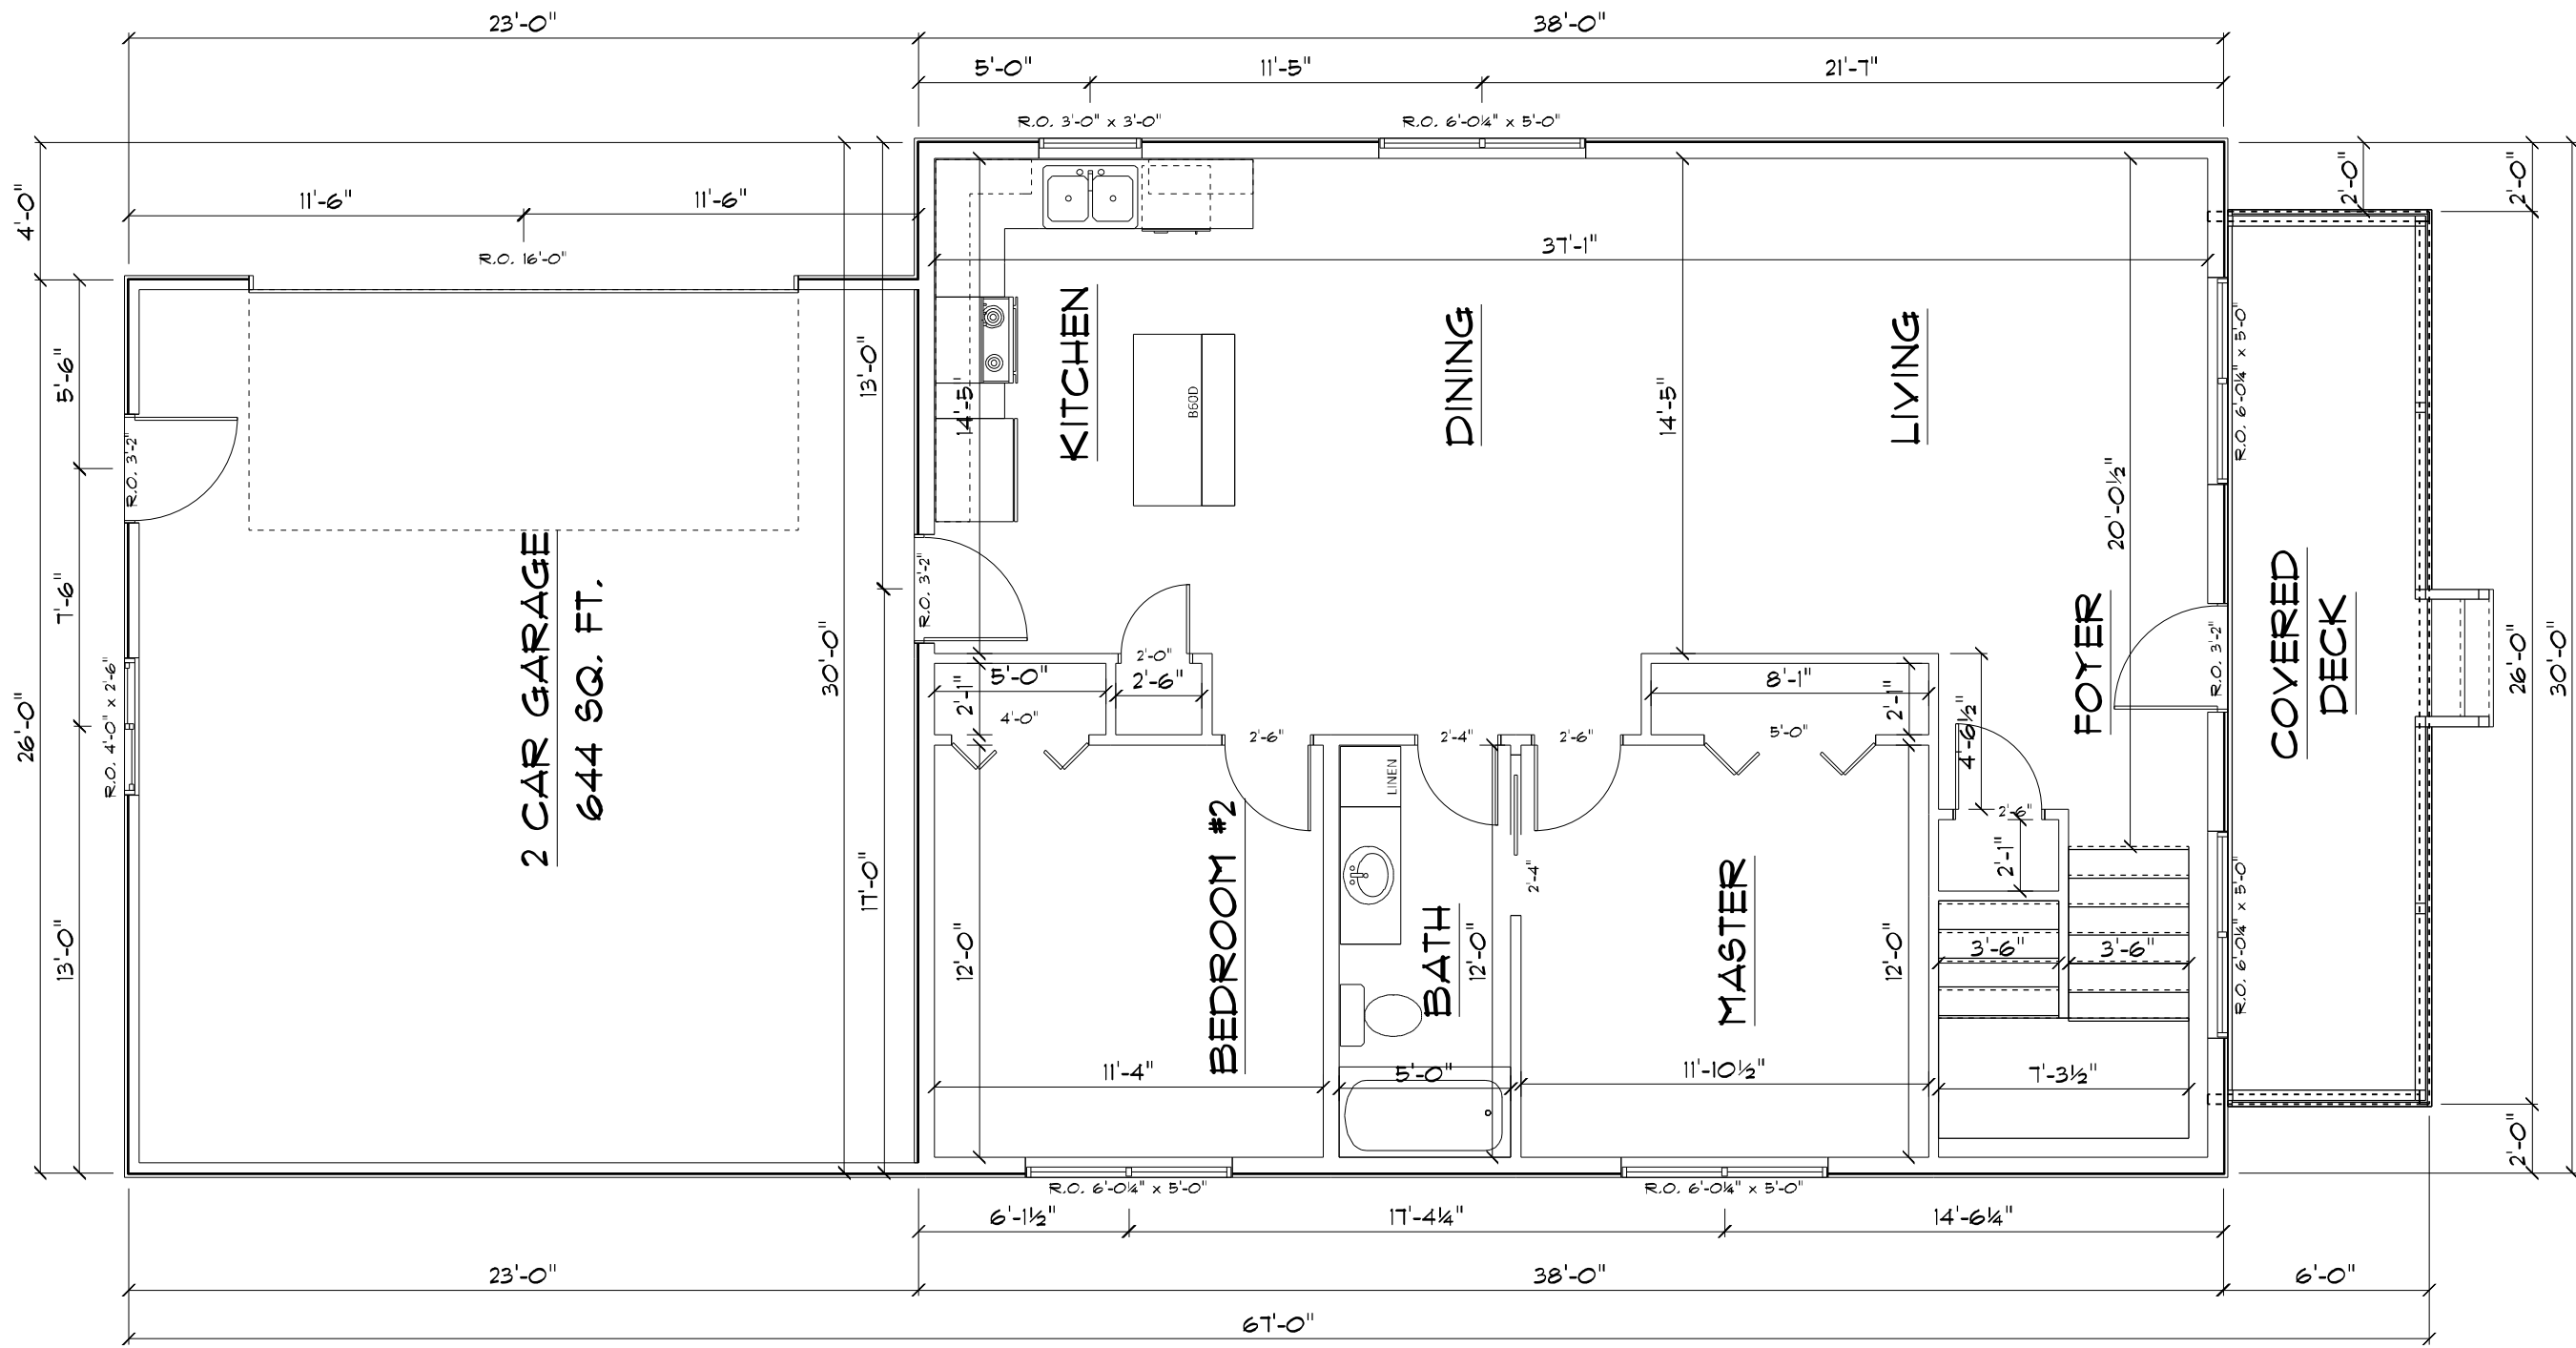 23'-0"
38'-0"
5'-0"
11'-5"
21'-7"
R.O. 3'-0" x 3'-0"
R.O. 6'-0¼" x 5'-0"
4'-0"
11'-6"
11'-6"
2'-0"
2'-0"
R.O. 16'-0"
37'-1"
5'-6"
R.O. 3'-2"
13'-0"
14'-5"
KITCHEN
B60D
DINING
14'-5"
LIVING
20'-0½"
R.O. 6'-0¼" x 5'-0"
7'-6"
R.O. 4'-0" x 2'-6"
26'-0"
13'-0"
2 CAR GARAGE
644 SQ. FT.
30'-0"
17'-0"
R.O. 3'-2"
2'-0"
5'-0"
2'-6"
2'-1"
4'-0"
8'-1"
2'-1"
5'-0"
2'-6"
2'-4"
2'-6"
4'-6½"
FOYER
R.O. 3'-2"
COVERED
DECK
26'-0"
30'-0"
LINEN
2'-6"
2'-1"
2'-4"
12'-0"
BEDROOM #2
BATH
12'-0"
MASTER
12'-0"
3'-6"
3'-6"
R.O. 6'-0¼" x 5'-0"
11'-4"
5'-0"
11'-10½"
7'-3½"
2'-0"
R.O. 6'-0¼" x 5'-0"
R.O. 6'-0¼" x 5'-0"
6'-1½"
17'-4¼"
14'-6¼"
23'-0"
38'-0"
6'-0"
67'-0"